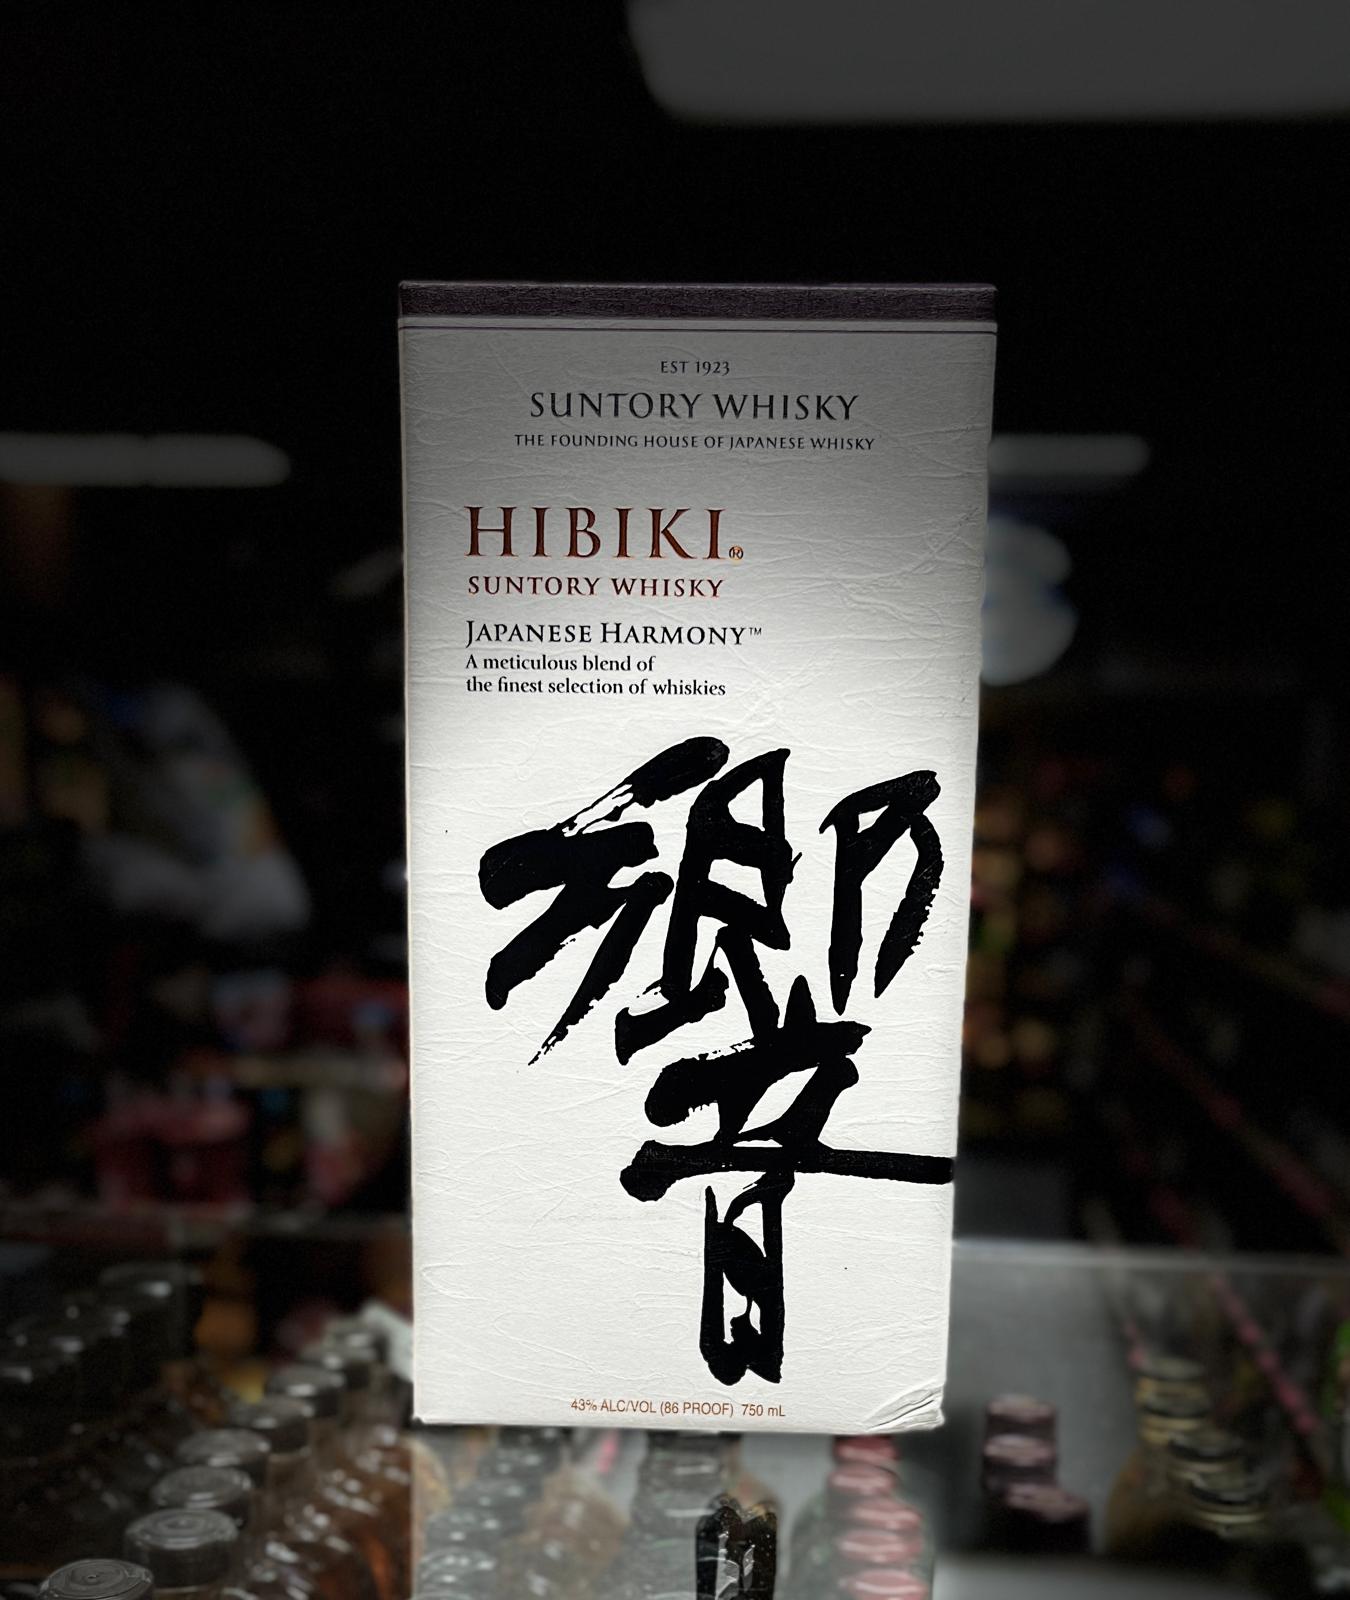 EST 1923
SUNTORY WHISKY
THE FOUNDING HOUSE OF JAPANESE WHISKY
HIBIKI®
SUNTORY WHISKY
JAPANESE HARMONY™
A meticulous blend of
the finest selection of whiskies
響
43% ALC/VOL (86 PROOF) 750 mL